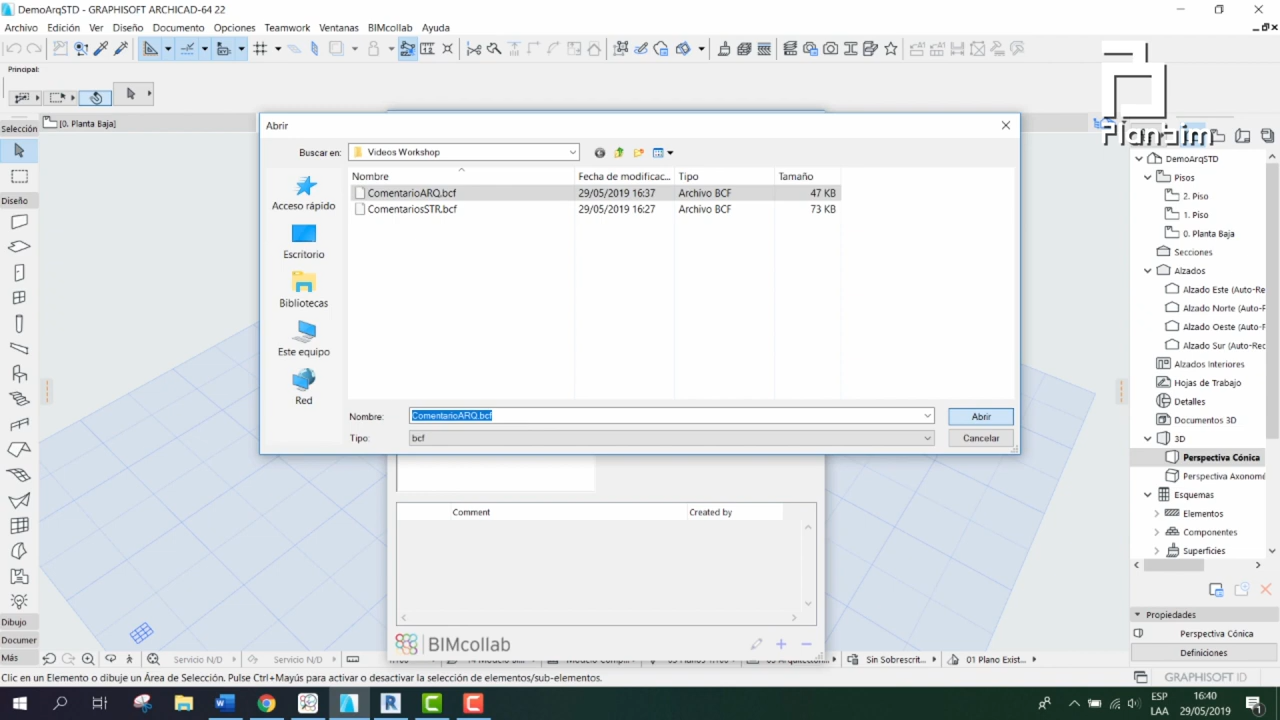 DemoArqSTD - GRAPHISOFT ARCHICAD-64 22
Archivo Edición Ver Diseño Documento Opciones Teamwork Ventanas BIMcollab Ayuda
Principal:
Selección
[0. Planta Baja]
Diseño
Abrir
Buscar en: Videos Workshop
Nombre Fecha de modificac... Tipo Tamaño
ComentarioARQ.bcf 29/05/2019 16:37 Archivo BCF 47 KB
ComentariosSTR.bcf 29/05/2019 16:27 Archivo BCF 73 KB
Acceso rápido
Escritorio
Bibliotecas
Este equipo
Red
Nombre: ComentarioARQ.bcf Abrir
Tipo: bcf Cancelar
Comment Created by
BIMcollab
DemoArqSTD
Pisos
2. Piso
1. Piso
0. Planta Baja
Secciones
Alzados
Alzado Este (Auto-Re
Alzado Norte (Auto-F
Alzado Oeste (Auto-F
Alzado Sur (Auto-Rec
Alzados Interiores
Hojas de Trabajo
Detalles
Documentos 3D
3D
Perspectiva Cónica
Perspectiva Axonomé
Esquemas
Elementos
Componentes
Superficies
Propiedades
Perspectiva Cónica
Definiciones
GRAPHISOFT ID
Dibujo
Documer
Más
Servicio N/D Servicio N/D Sin Sobrescrit... 01 Plano Exist...
Clic en un Elemento o dibuje un Área de Selección. Pulse Ctrl+Mayús para activar o desactivar la selección de elementos/sub-elementos.
ESP
LAA
16:40
29/05/2019